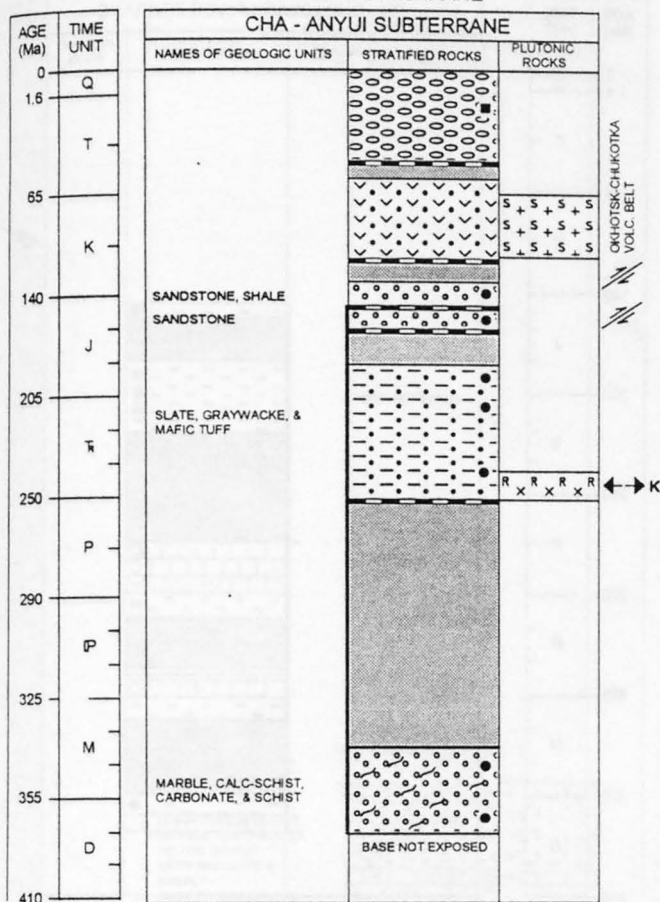 CHA - ANYUI SUBTERRANE
AGE
(Ma)
TIME
UNIT
NAMES OF GEOLOGIC UNITS
STRATIFIED ROCKS
PLUTONIC
ROCKS
0
Q
1.6
T
65
S S S S
S S S S
OKHOTSK-CHUKOTKA
VOLC. BELT
K
140
SANDSTONE, SHALE
SANDSTONE
J
205
SLATE, GRAYWACKE, &
MAFIC TUFF
R R R R
K
250
P
290
325
M
355
MARBLE, CALC-SCHIST,
CARBONATE, & SCHIST
D
BASE NOT EXPOSED
410